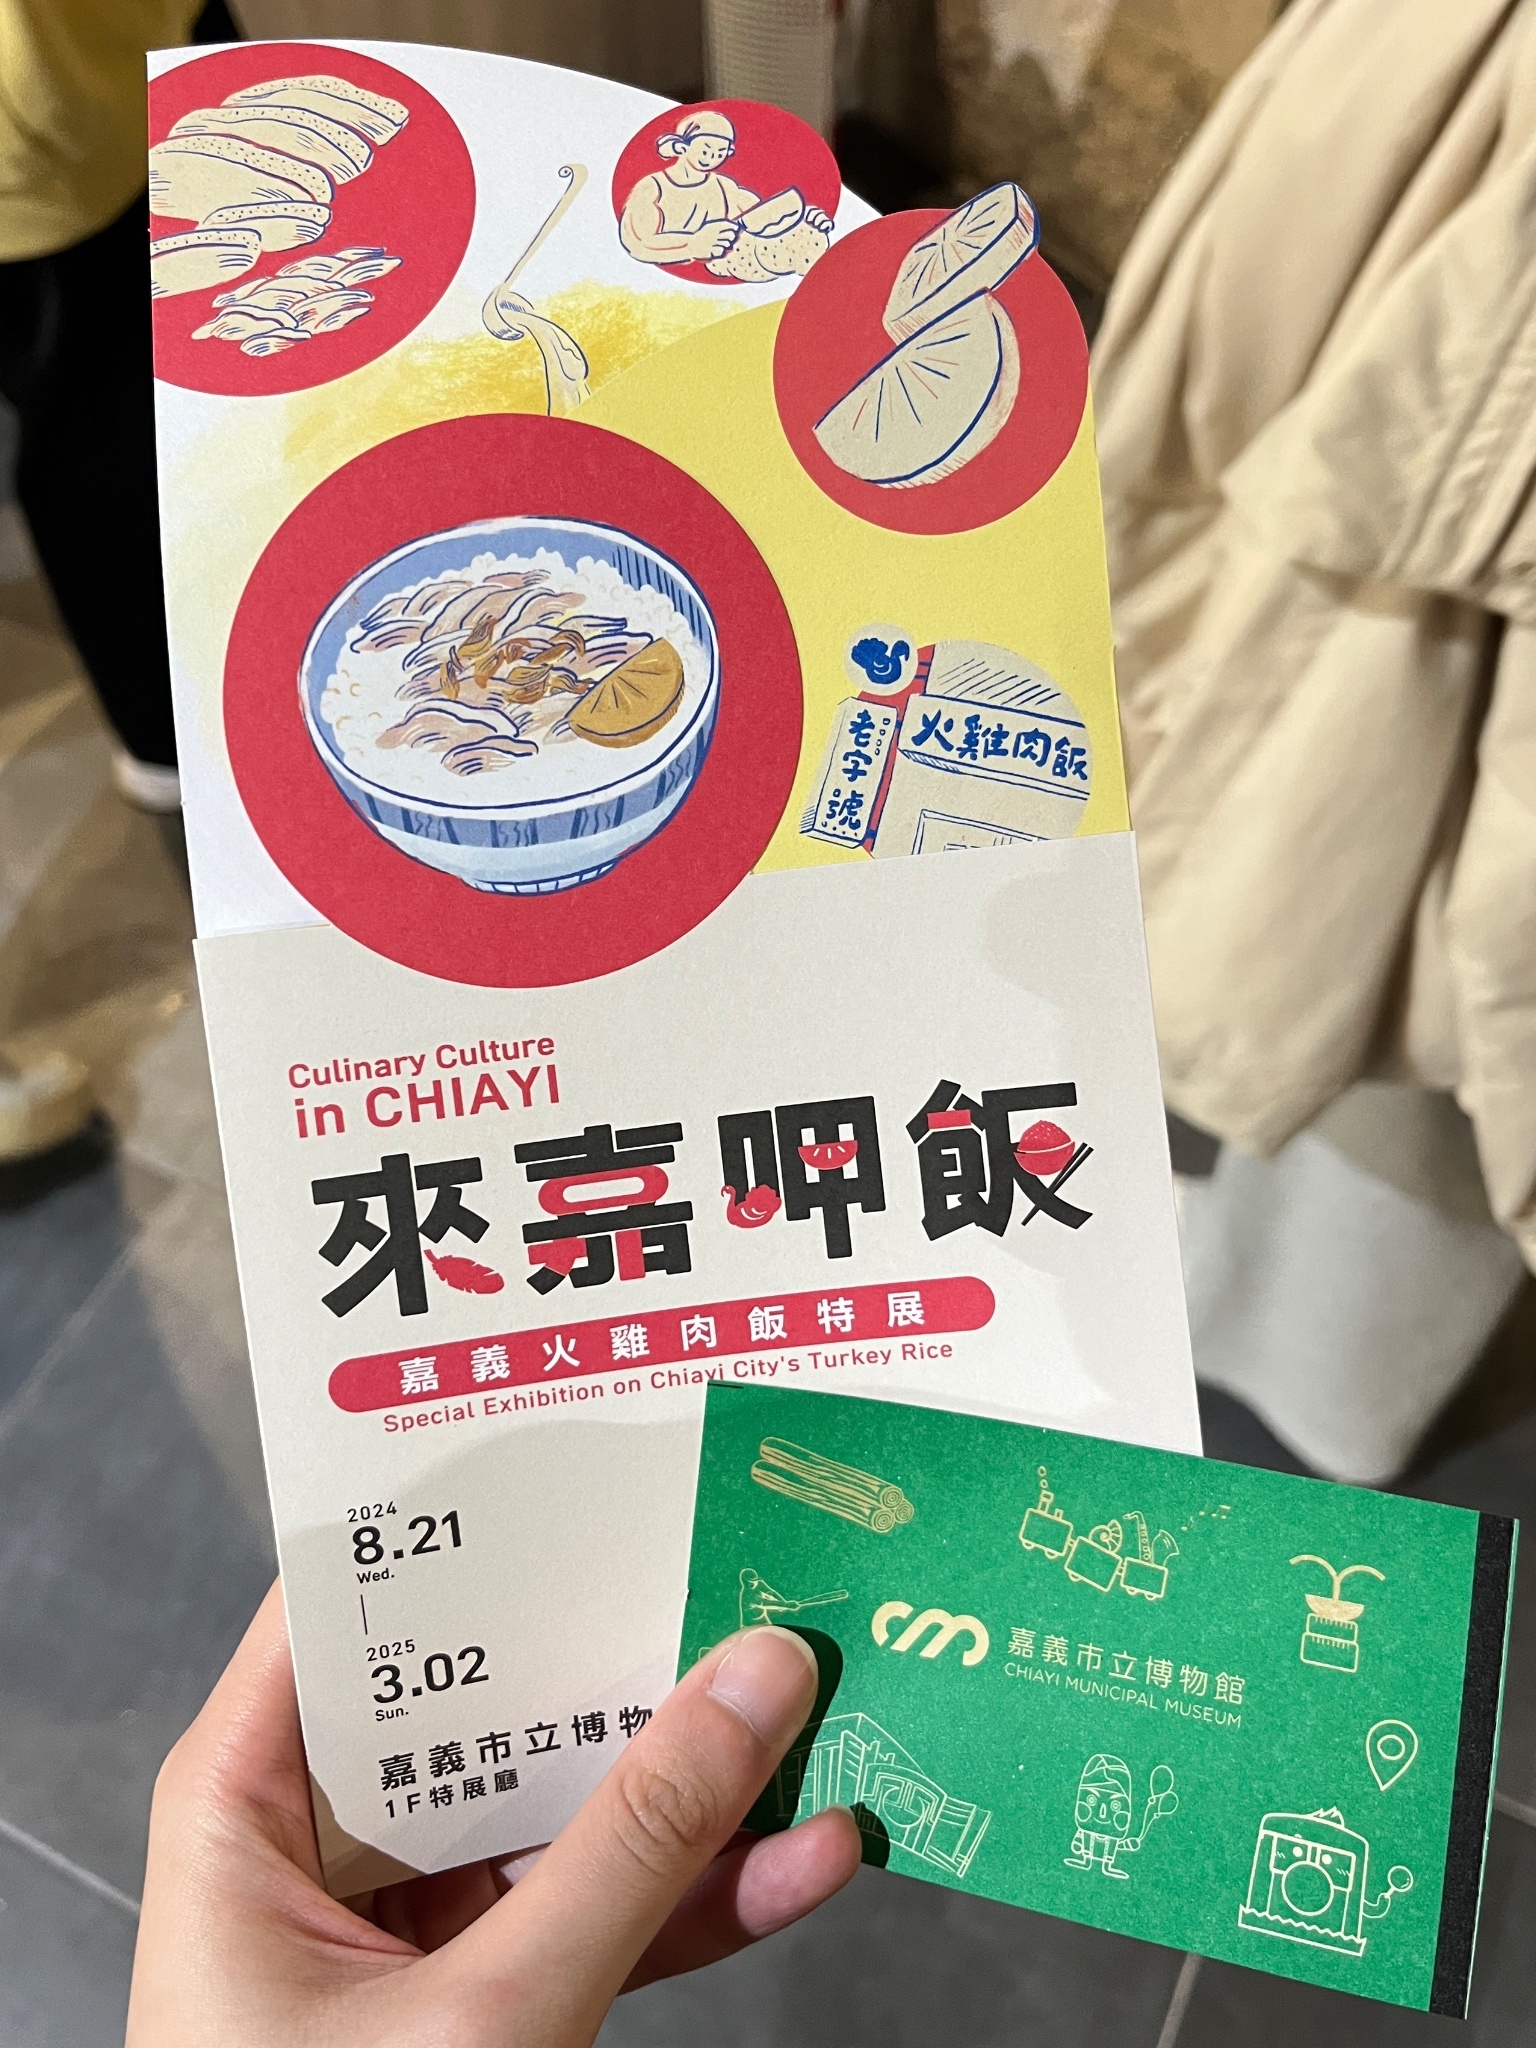 老字號
火雞肉飯
Culinary Culture
in CHIAYI
來嘉呷飯
嘉義火雞肉飯特展
Special Exhibition on Chiayi City's Turkey Rice
2024
8.21
Wed.
2025
3.02
Sun.
嘉義市立博物
1F特展廳
cm
嘉義市立博物館
CHIAYI MUNICIPAL MUSEUM